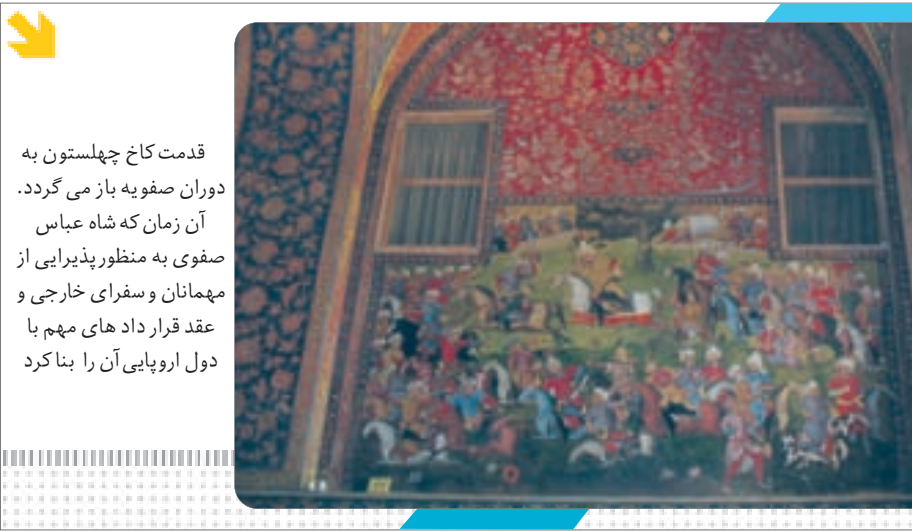 قدمت کاخ چهلستون به
دوران صفویه باز می گردد.
آن زمان که شاه عباس
صفوی به منظور پذیرایی از
مهمانان و سفرای خارجی و
عقد قرار داد های مهم با
دول اروپایی آن را بنا کرد